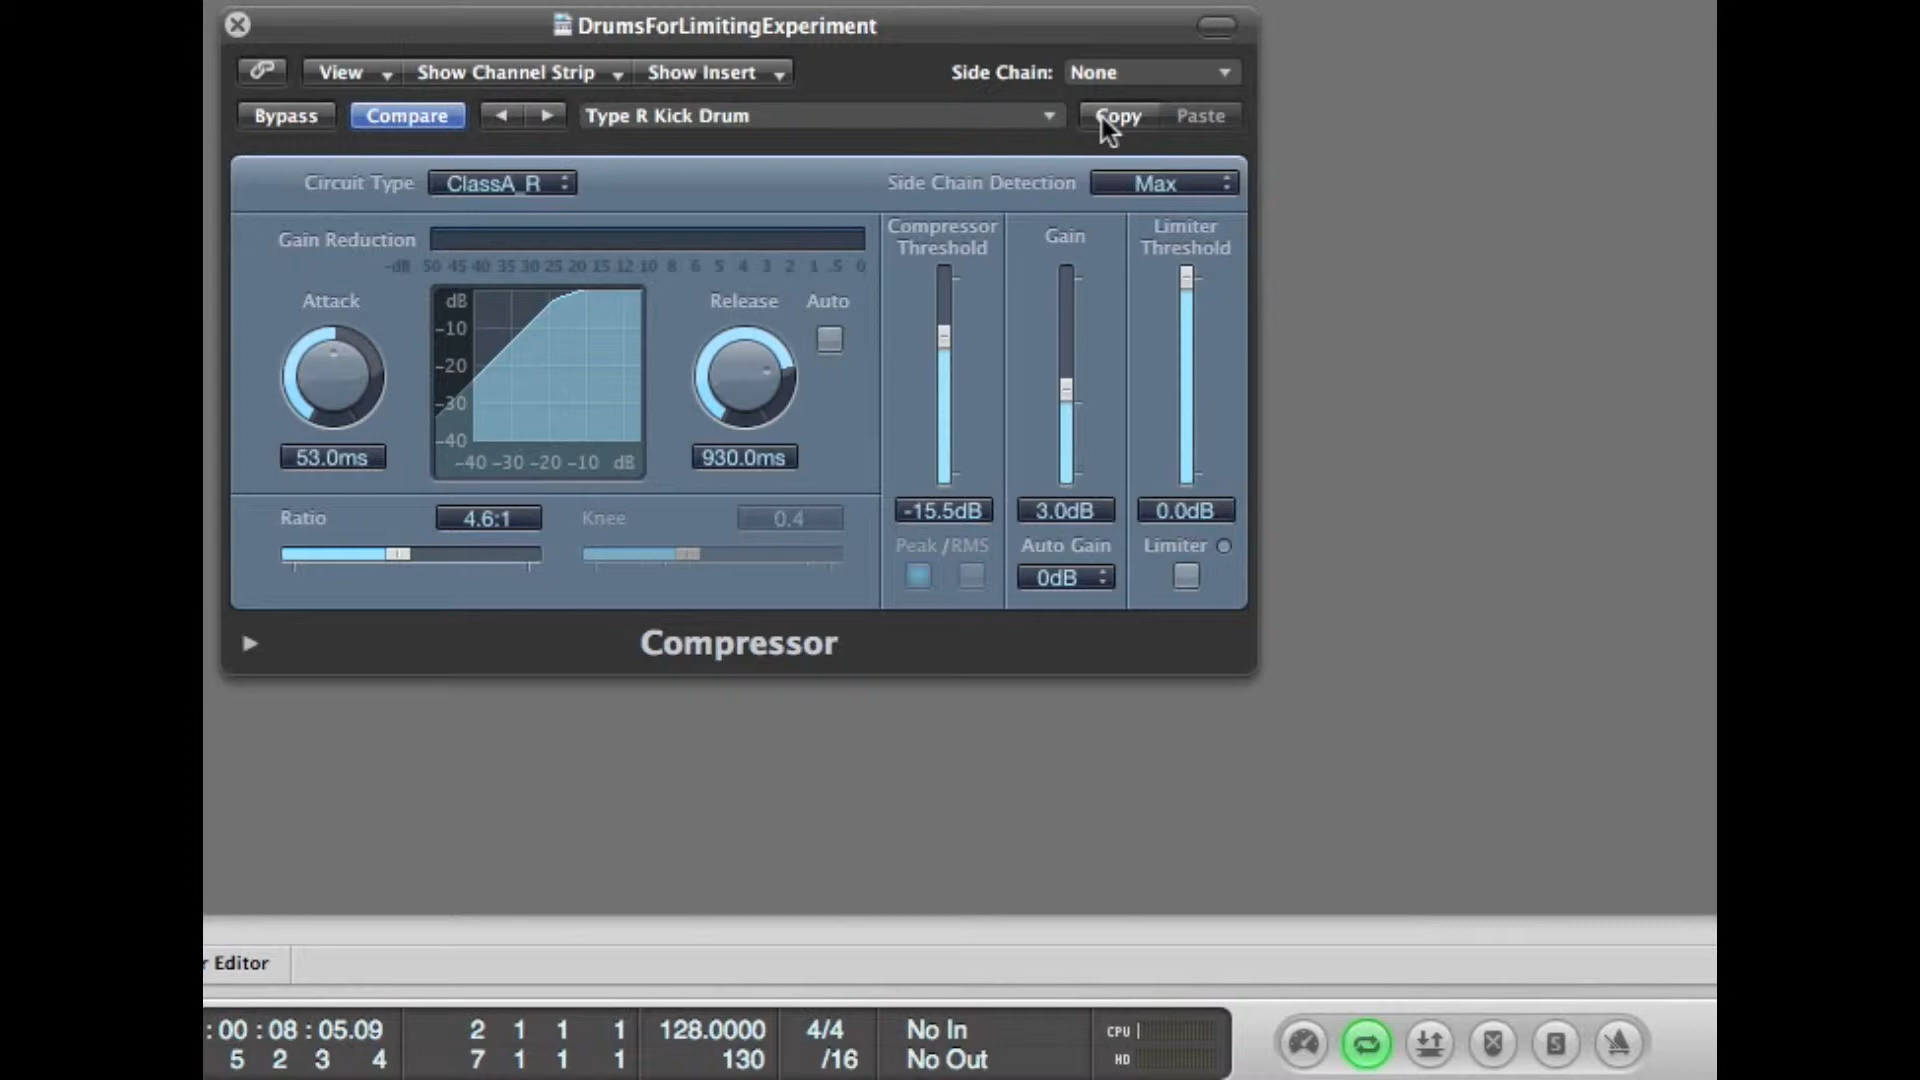 DrumsForLimitingExperiment
View Show Channel Strip Show Insert Side Chain: None
Bypass Compare Type R Kick Drum Copy Paste
Circuit Type ClassA_R Side Chain Detection Max
Compressor Threshold Gain Limiter Threshold
Gain Reduction
-dB 50 45 40 35 30 25 20 15 12 10 8 6 5 4 3 2 1 .5 0
Attack dB Release Auto
-10
-20
-30
-40
-40 -30 -20 -10 dB
53.0ms 930.0ms
-15.5dB 3.0dB 0.0dB
Ratio 4.6:1 Knee 0.4
Peak /RMS Auto Gain Limiter
0dB
Compressor
r Editor
:00 : 08 : 05.09 2 1 1 1 128.0000 4/4 No In CPU
5 2 3 4 7 1 1 1 130 /16 No Out HD
S